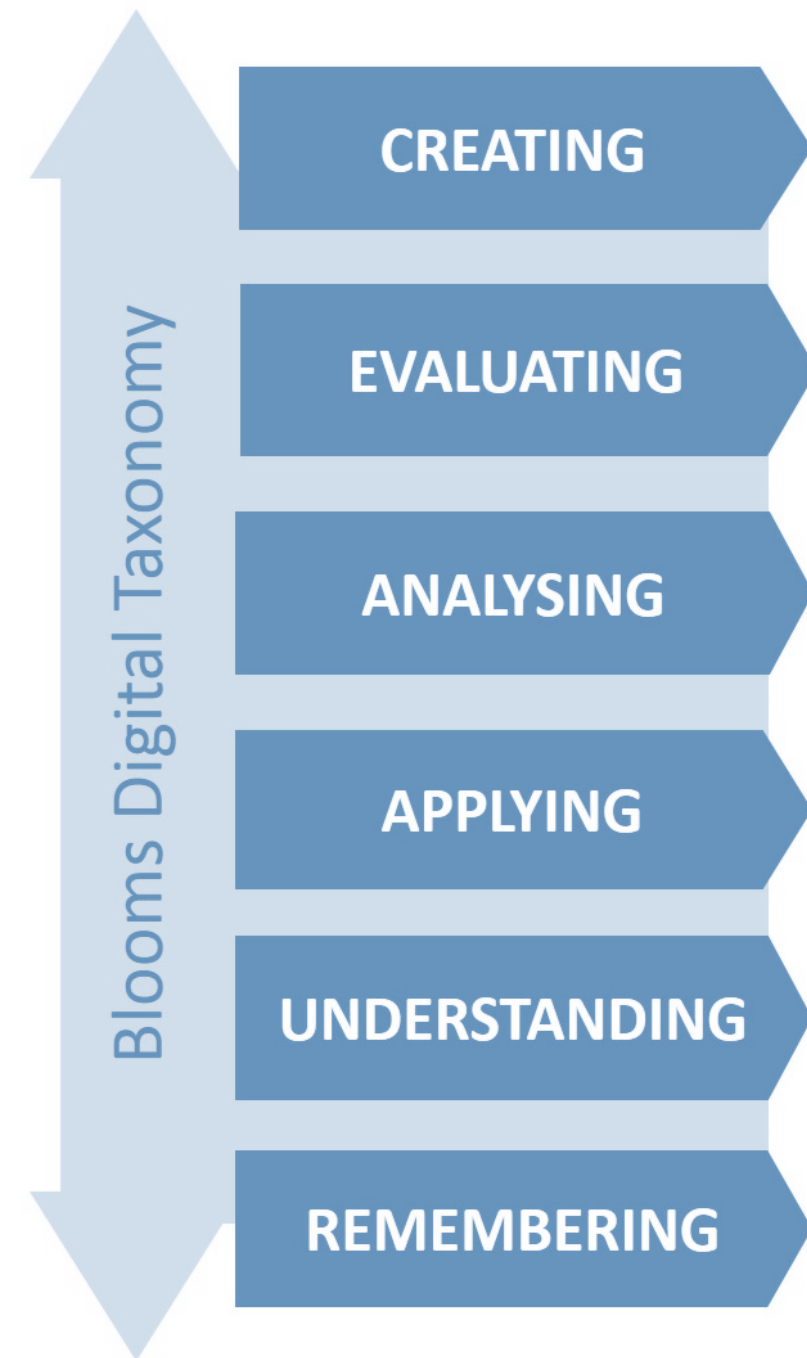 Blooms Digital Taxonomy
CREATING
EVALUATING
ANALYSING
APPLYING
UNDERSTANDING
REMEMBERING